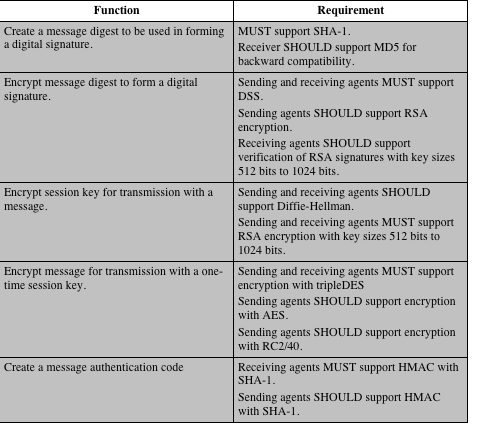 Function
Requirement
Create a message digest to be used in forming
a digital signature.
MUST support SHA-1.
Receiver SHOULD support MD5 for
backward compatibility.
Encrypt message digest to form a digital
signature.
Sending and receiving agents MUST support
DSS.
Sending agents SHOULD support RSA
encryption.
Receiving agents SHOULD support
verification of RSA signatures with key sizes
512 bits to 1024 bits.
Encrypt session key for transmission with a
message.
Sending and receiving agents SHOULD
support Diffie-Hellman.
Sending and receiving agents MUST support
RSA encryption with key sizes 512 bits to
1024 bits.
Encrypt message for transmission with a one-
time session key.
Sending and receiving agents MUST support
encryption with tripleDES
Sending agents SHOULD support encryption
with AES.
Sending agents SHOULD support encryption
with RC2/40.
Create a message authentication code
Receiving agents MUST support HMAC with
SHA-1.
Sending agents SHOULD support HMAC
with SHA-1.